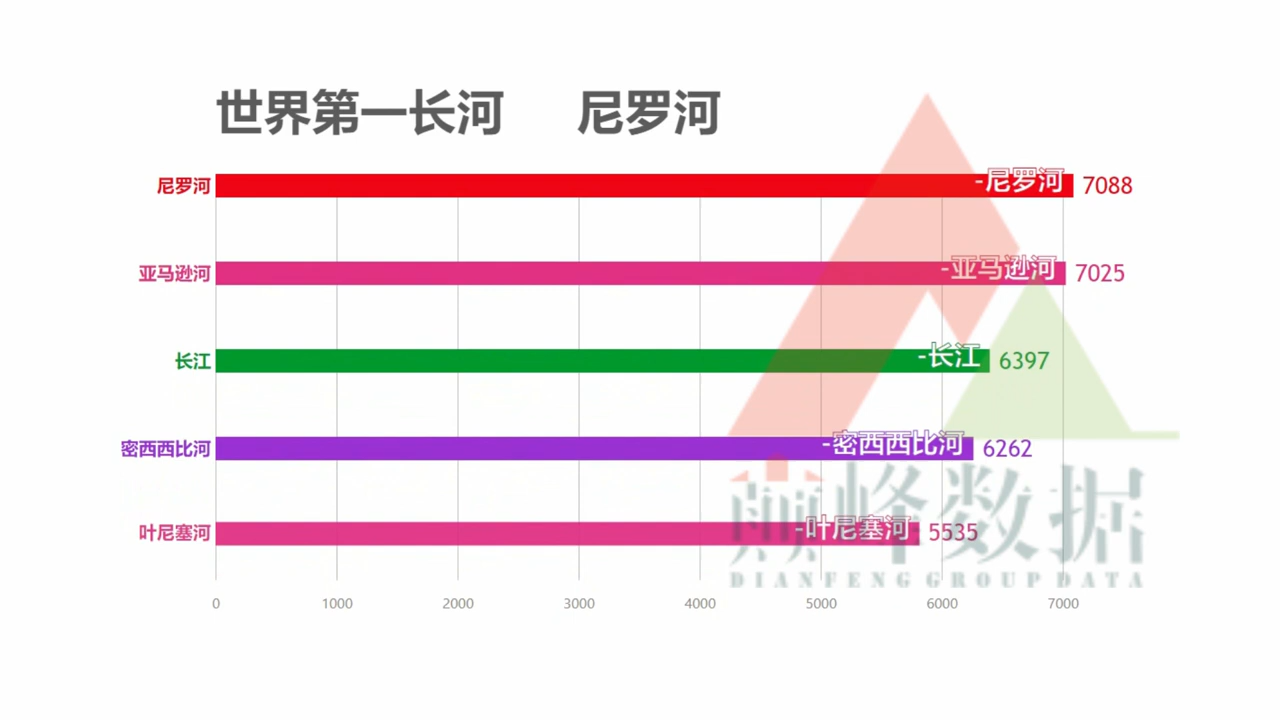 世界第一长河 尼罗河
尼罗河 -尼罗河 7088
亚马逊河 -亚马逊河 7025
长江 -长江 6397
密西西比河 -密西西比河 6262
叶尼塞河 -叶尼塞河 5535
0 1000 2000 3000 4000 5000 6000 7000
巅峰数据
DIANFENG GROUP DATA